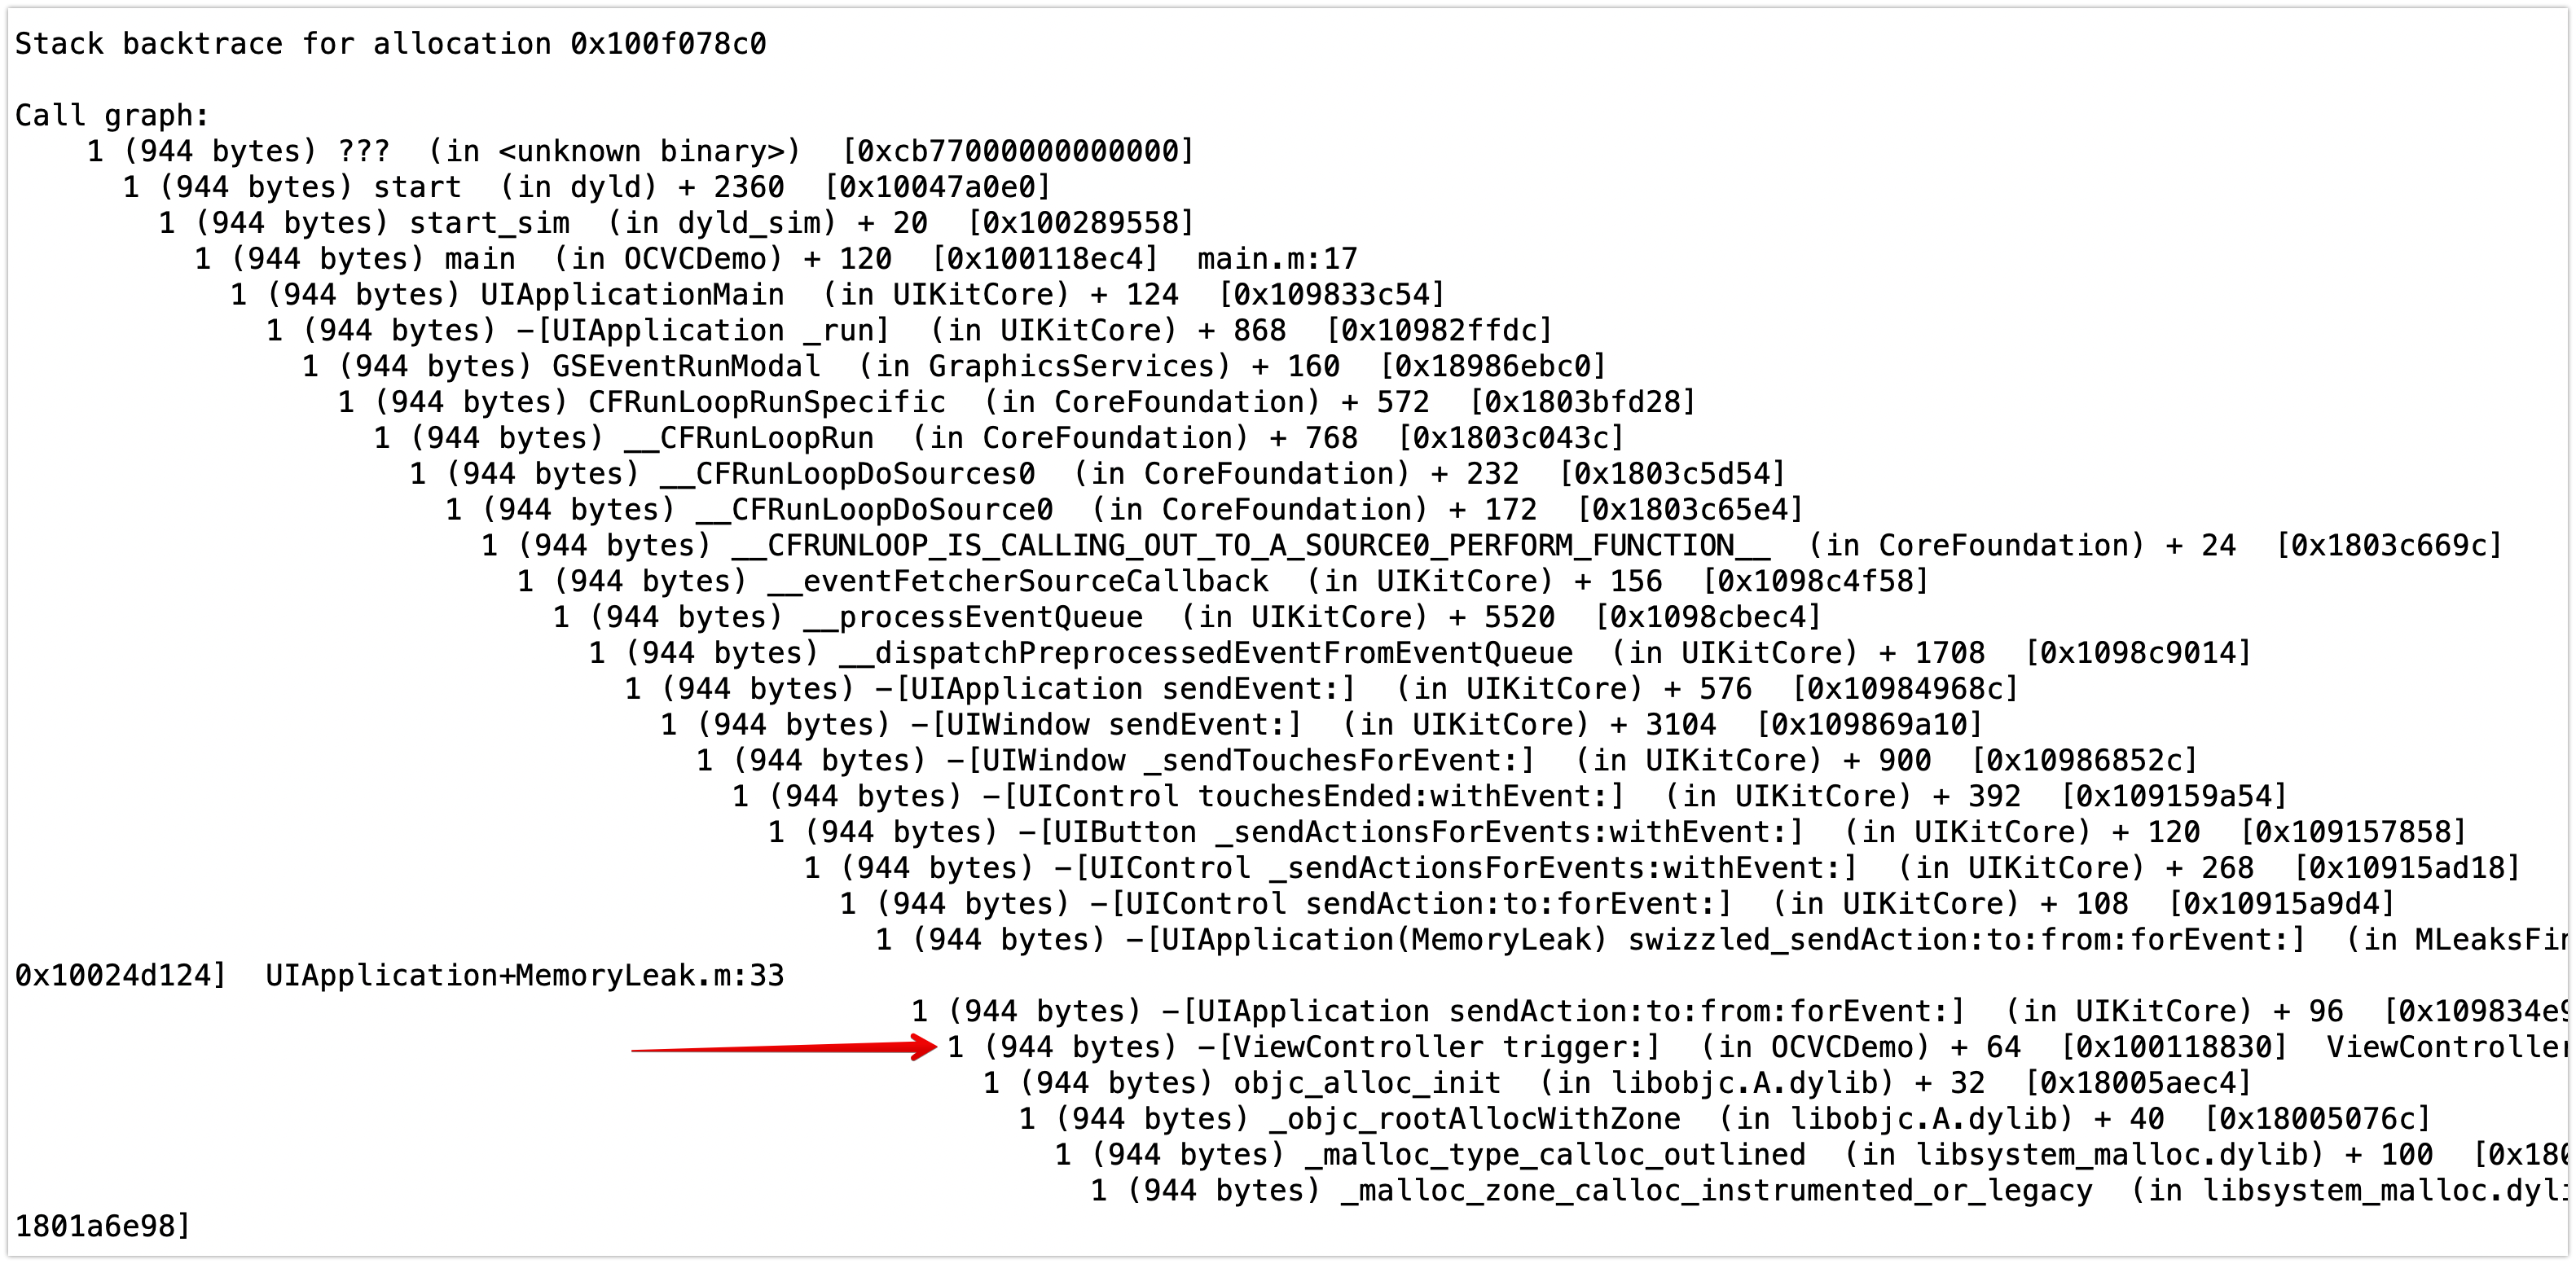 Stack backtrace for allocation 0x100f078c0
Call graph:
1 (944 bytes) ???  (in <unknown binary>)  [0xcb77000000000000]
1 (944 bytes) start  (in dyld) + 2360  [0x10047a0e0]
1 (944 bytes) start_sim  (in dyld_sim) + 20  [0x100289558]
1 (944 bytes) main  (in OCVCDemo) + 120  [0x100118ec4]  main.m:17
1 (944 bytes) UIApplicationMain  (in UIKitCore) + 124  [0x109833c54]
1 (944 bytes) -[UIApplication _run]  (in UIKitCore) + 868  [0x10982ffdc]
1 (944 bytes) GSEventRunModal  (in GraphicsServices) + 160  [0x18986ebc0]
1 (944 bytes) CFRunLoopRunSpecific  (in CoreFoundation) + 572  [0x1803bfd28]
1 (944 bytes) __CFRunLoopRun  (in CoreFoundation) + 768  [0x1803c043c]
1 (944 bytes) __CFRunLoopDoSources0  (in CoreFoundation) + 232  [0x1803c5d54]
1 (944 bytes) __CFRunLoopDoSource0  (in CoreFoundation) + 172  [0x1803c65e4]
1 (944 bytes) __CFRUNLOOP_IS_CALLING_OUT_TO_A_SOURCE0_PERFORM_FUNCTION__  (in CoreFoundation) + 24  [0x1803c669c]
1 (944 bytes) __eventFetcherSourceCallback  (in UIKitCore) + 156  [0x1098c4f58]
1 (944 bytes) __processEventQueue  (in UIKitCore) + 5520  [0x1098cbec4]
1 (944 bytes) __dispatchPreprocessedEventFromEventQueue  (in UIKitCore) + 1708  [0x1098c9014]
1 (944 bytes) -[UIApplication sendEvent:]  (in UIKitCore) + 576  [0x10984968c]
1 (944 bytes) -[UIWindow sendEvent:]  (in UIKitCore) + 3104  [0x109869a10]
1 (944 bytes) -[UIWindow _sendTouchesForEvent:]  (in UIKitCore) + 900  [0x10986852c]
1 (944 bytes) -[UIControl touchesEnded:withEvent:]  (in UIKitCore) + 392  [0x109159a54]
1 (944 bytes) -[UIButton _sendActionsForEvents:withEvent:]  (in UIKitCore) + 120  [0x109157858]
1 (944 bytes) -[UIControl _sendActionsForEvents:withEvent:]  (in UIKitCore) + 268  [0x10915ad18]
1 (944 bytes) -[UIControl sendAction:to:forEvent:]  (in UIKitCore) + 108  [0x10915a9d4]
1 (944 bytes) -[UIApplication(MemoryLeak) swizzled_sendAction:to:from:forEvent:]  (in
0x10024d124]  UIApplication+MemoryLeak.m:33
1 (944 bytes) -[UIApplication sendAction:to:from:forEvent:]  (in UIKitCore) + 96
1 (944 bytes) -[ViewController trigger:]  (in OCVCDemo) + 64  [0x100118830]  ViewController
1 (944 bytes) objc_alloc_init  (in libobjc.A.dylib) + 32  [0x18005aec4]
1 (944 bytes) _objc_rootAllocWithZone  (in libobjc.A.dylib) + 40  [0x18005076c]
1 (944 bytes) _malloc_type_calloc_outlined  (in libsystem_malloc.dylib) + 100
1 (944 bytes) _malloc_zone_calloc_instrumented_or_legacy  (in
1801a6e98]